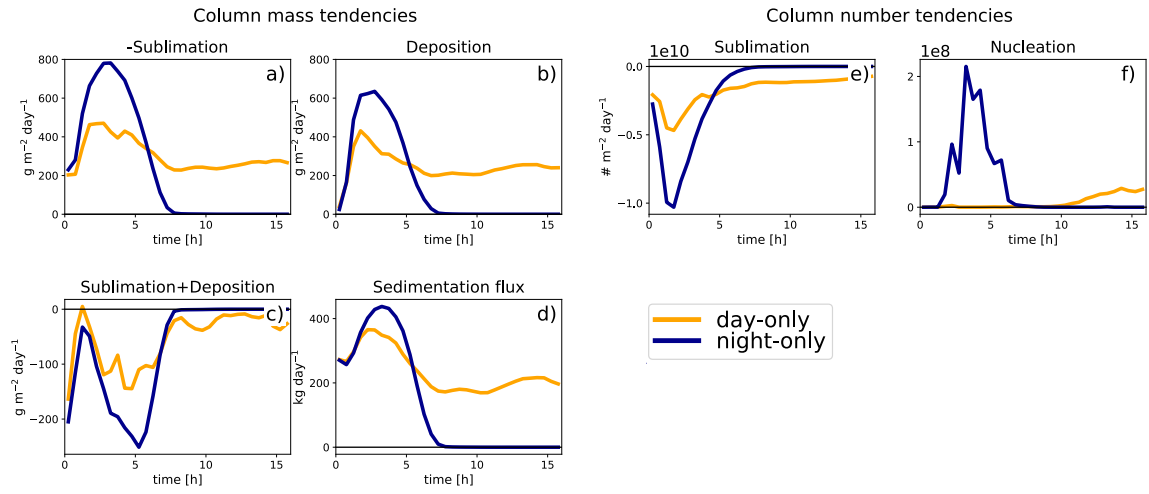 Column mass tendencies
Column number tendencies
-Sublimation
Deposition
1e10 Sublimation
1e8 Nucleation
a)
b)
e)
f)
800
600
400
200
0
g m⁻² day⁻¹
0 5 10 15
time [h]
800
600
400
200
0
g m⁻² day⁻¹
0 5 10 15
time [h]
0.0
−0.5
−1.0
# m⁻² day⁻¹
0 5 10 15
time [h]
2
1
0
0 5 10 15
time [h]
Sublimation+Deposition
Sedimentation flux
c)
d)
0
−100
−200
g m⁻² day⁻¹
0 5 10 15
time [h]
400
200
0
kg day⁻¹
0 5 10 15
time [h]
day-only
night-only